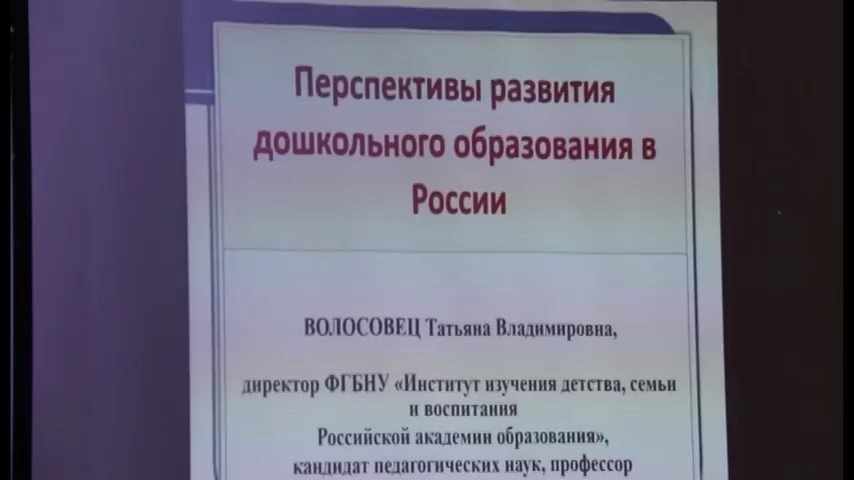 Перспективы развития
дошкольного образования в
России
ВОЛОСОВЕЦ Татьяна Владимировна,
директор ФГБНУ «Институт изучения детства, семьи
и воспитания
Российской академии образования»,
кандидат педагогических наук, профессор